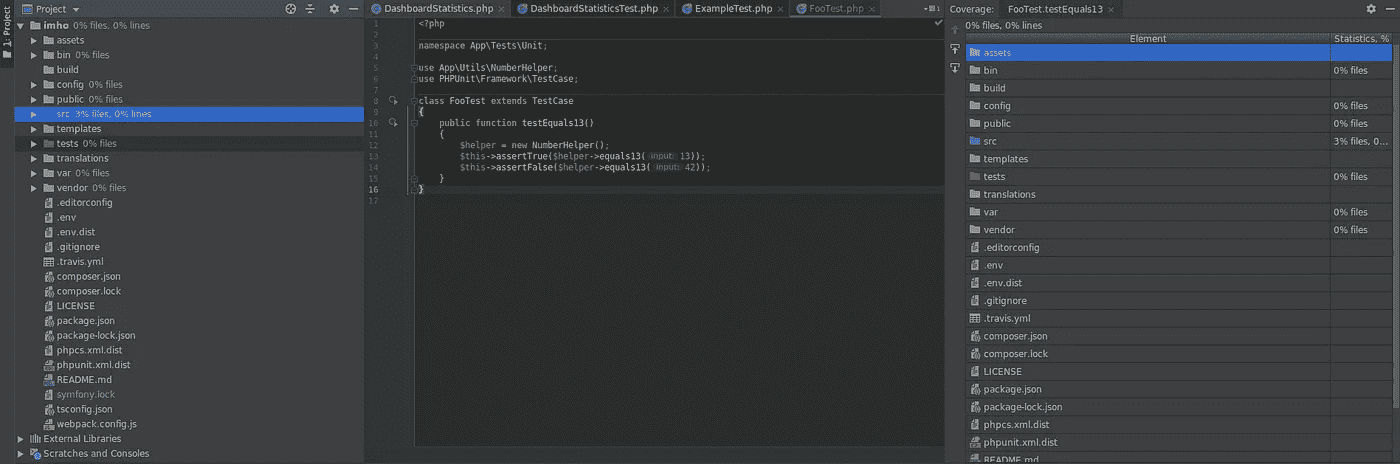 1: Project
Project
imho 0% files, 0% lines
assets
bin 0% files
build
config 0% files
public 0% files
src 3% files, 0% lines
templates
tests 0% files
translations
var 0% files
vendor 0% files
.editorconfig
.env
.env.dist
.gitignore
.travis.yml
composer.json
composer.lock
LICENSE
package.json
package-lock.json
phpcs.xml.dist
phpunit.xml.dist
README.md
symfony.lock
tsconfig.json
webpack.config.js
External Libraries
Scratches and Consoles
DashboardStatistics.php
DashboardStatisticsTest.php
ExampleTest.php
FooTest.php
1
1 <?php
2
3 namespace App\Tests\Unit;
4
5 use App\Utils\NumberHelper;
6 use PHPUnit\Framework\TestCase;
7
8 class FooTest extends TestCase
9 {
10 public function testEquals13()
11 {
12 $helper = new NumberHelper();
13 $this->assertTrue($helper->equals13( input: 13));
14 $this->assertFalse($helper->equals13( input: 42));
15 }
16 }
17
Coverage: FooTest.testEquals13
0% files, 0% lines
Element Statistics, %
assets
bin 0% files
build
config 0% files
public 0% files
src 3% files, 0...
templates
tests 0% files
translations
var 0% files
vendor 0% files
.editorconfig
.env
.env.dist
.gitignore
.travis.yml
composer.json
composer.lock
LICENSE
package.json
package-lock.json
phpcs.xml.dist
phpunit.xml.dist
README.md